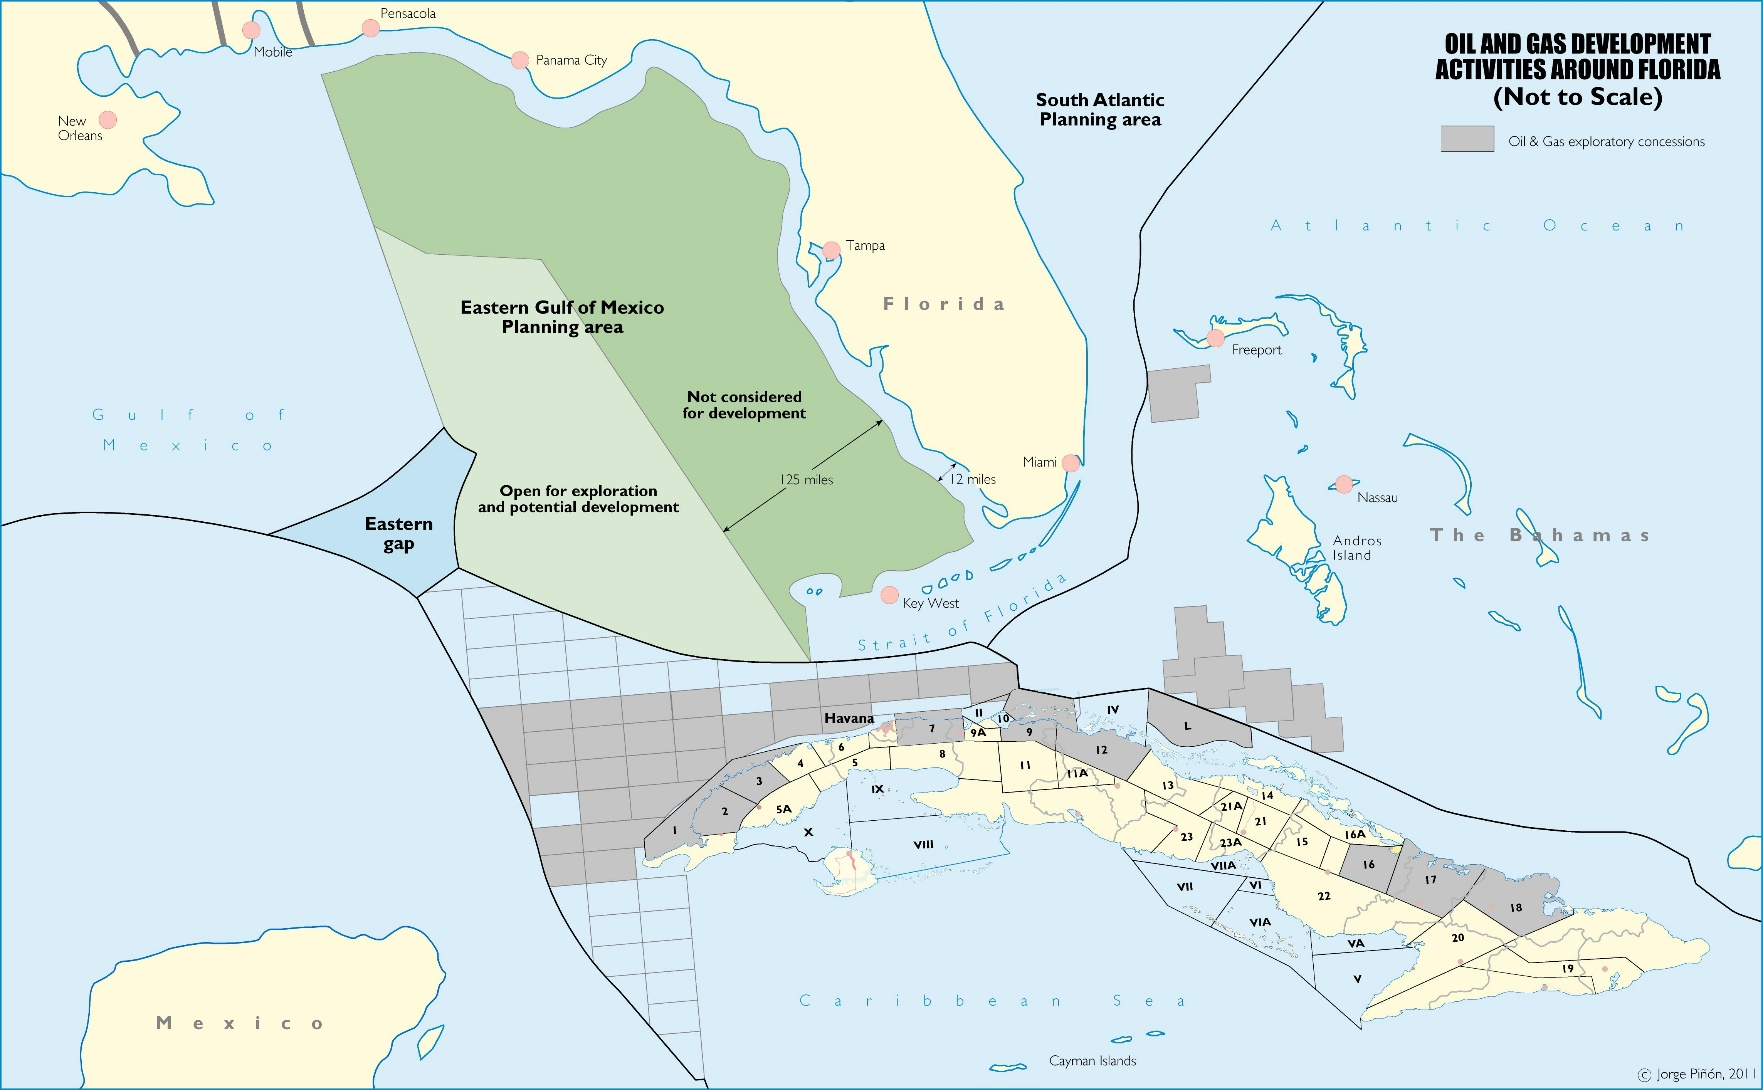 OIL AND GAS DEVELOPMENT
ACTIVITIES AROUND FLORIDA
(Not to Scale)
Oil & Gas exploratory concessions
Pensacola
Mobile
Panama City
New
Orleans
South Atlantic
Planning area
Atlantic Ocean
Tampa
Florida
Eastern Gulf of Mexico
Planning area
Freeport
Not considered
for development
Gulf of
Mexico
125 miles
12 miles
Miami
Open for exploration
and potential development
Nassau
Eastern
gap
Andros
Island
The Bahamas
Key West
Strait of Florida
Havana
II
10
IV
L
7
9A
9
12
6
8
4
5
11
11A
3
IX
13
14
2
5A
21A
1
X
VIII
21
23
23A
15
16A
VIIA
16
VII
VI
22
17
VIA
18
VA
20
V
19
Caribbean Sea
Mexico
Cayman Islands
© Jorge Piñón, 2011